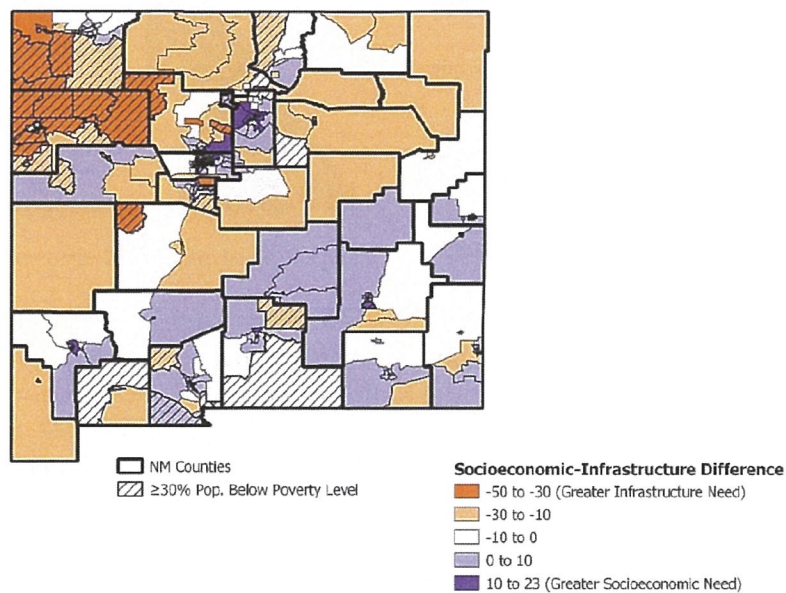 NM Counties
≥30% Pop. Below Poverty Level
Socioeconomic-Infrastructure Difference
-50 to -30 (Greater Infrastructure Need)
-30 to -10
-10 to 0
0 to 10
10 to 23 (Greater Socioeconomic Need)